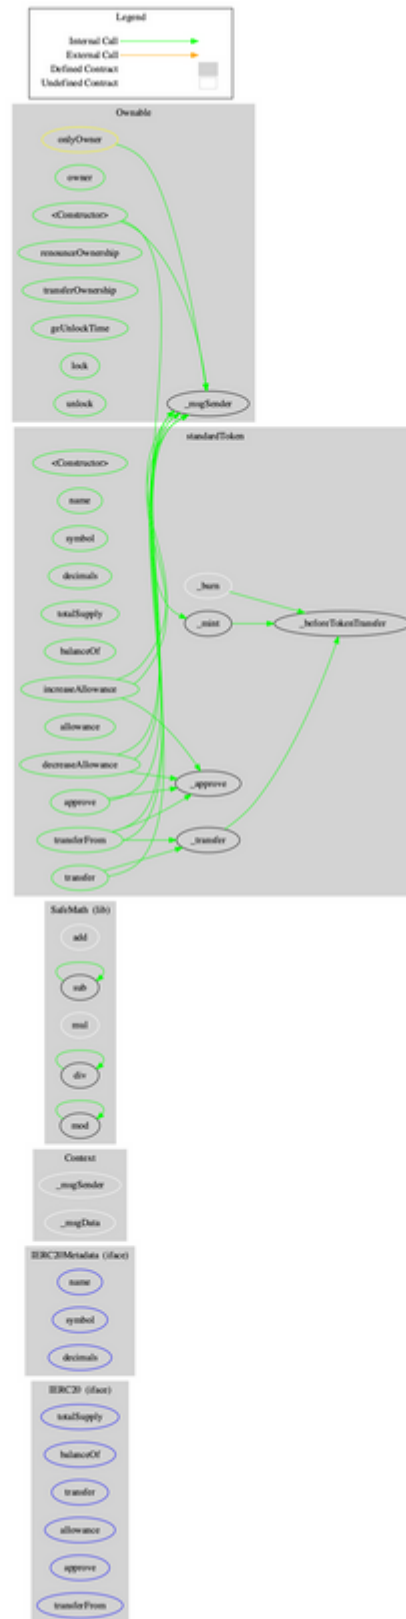 Legend
Internal Call
External Call
Defined Contract
Undefined Contract
Ownable
onlyOwner
owner
<Constructor>
renounceOwnership
transferOwnership
geUnlockTime
lock
unlock
_msgSender
standardToken
<Constructor>
name
symbol
decimals
totalSupply
balanceOf
increaseAllowance
allowance
decreaseAllowance
approve
transferFrom
transfer
_burn
_mint
_beforeTokenTransfer
_approve
_transfer
SafeMath (lib)
add
sub
mul
div
mod
Context
_msgSender
_msgData
IERC20Metadata (iface)
name
symbol
decimals
IERC20 (iface)
totalSupply
balanceOf
transfer
allowance
approve
transferFrom